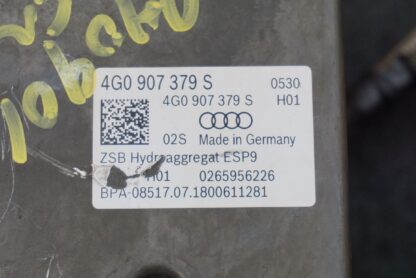 4G0 907 379 S 0530
4G0 907 379 S H01
02S Made in Germany
ZSB Hydroaggregat ESP9
H01 0265956226
BPA-08517.07.1800611281